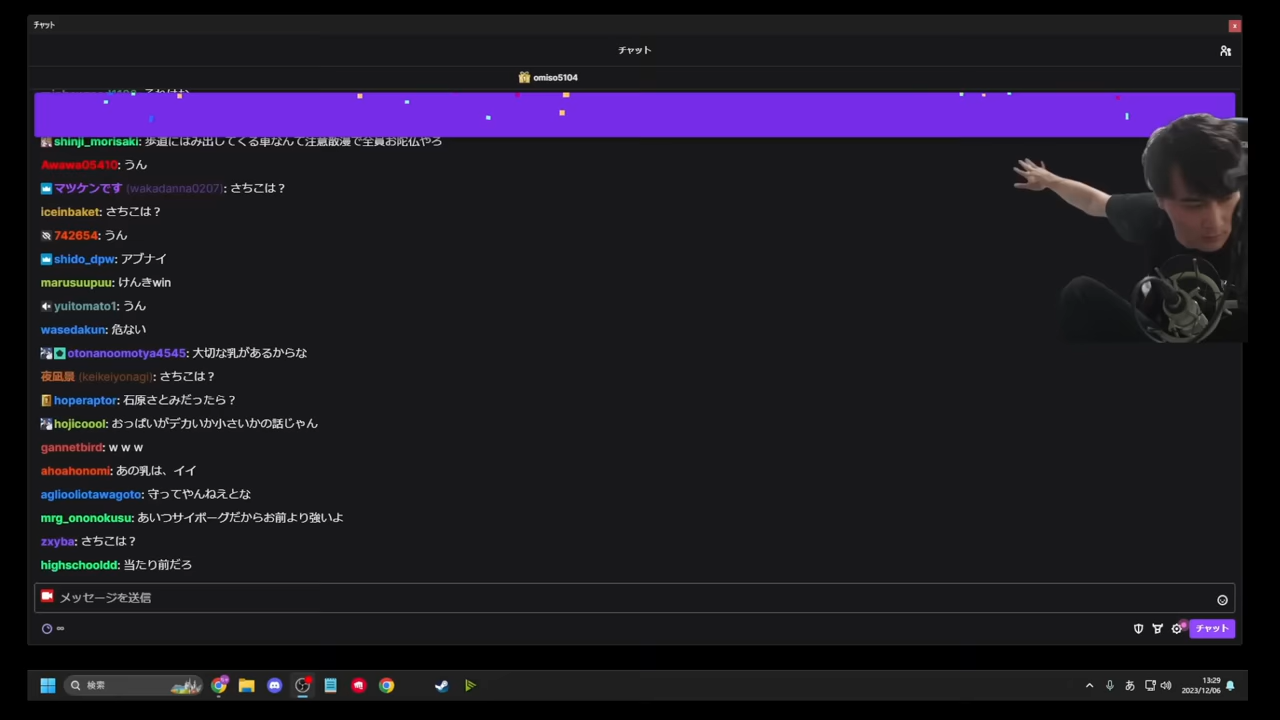 チャット
チャット
omiso5104
shinji_morisaki: 歩道にはみ出してくる車なんて注意散漫で全員お陀仏やろ
Awawa05410: うん
マツケンです (wakadanna0207): さちこは？
iceinbaket: さちこは？
742654: うん
shido_dpw: アブナイ
marusuupuu: けんきwin
yuitomato1: うん
wasedakun: 危ない
otonanoomotya4545: 大切な乳があるからな
夜凪景 (keikeiyonagi): さちこは？
hoperaptor: 石原さとみだったら？
hojicoool: おっぱいがデカいか小さいかの話じゃん
gannetbird: w w w
ahoahonomi: あの乳は、イイ
agliooliotawagoto: 守ってやんねえとな
mrg_ononokusu: あいつサイボーグだからお前より強いよ
zxyba: さちこは？
highschooldd: 当たり前だろ
メッセージを送信
∞
チャット
検索
あ
13:29
2023/12/06